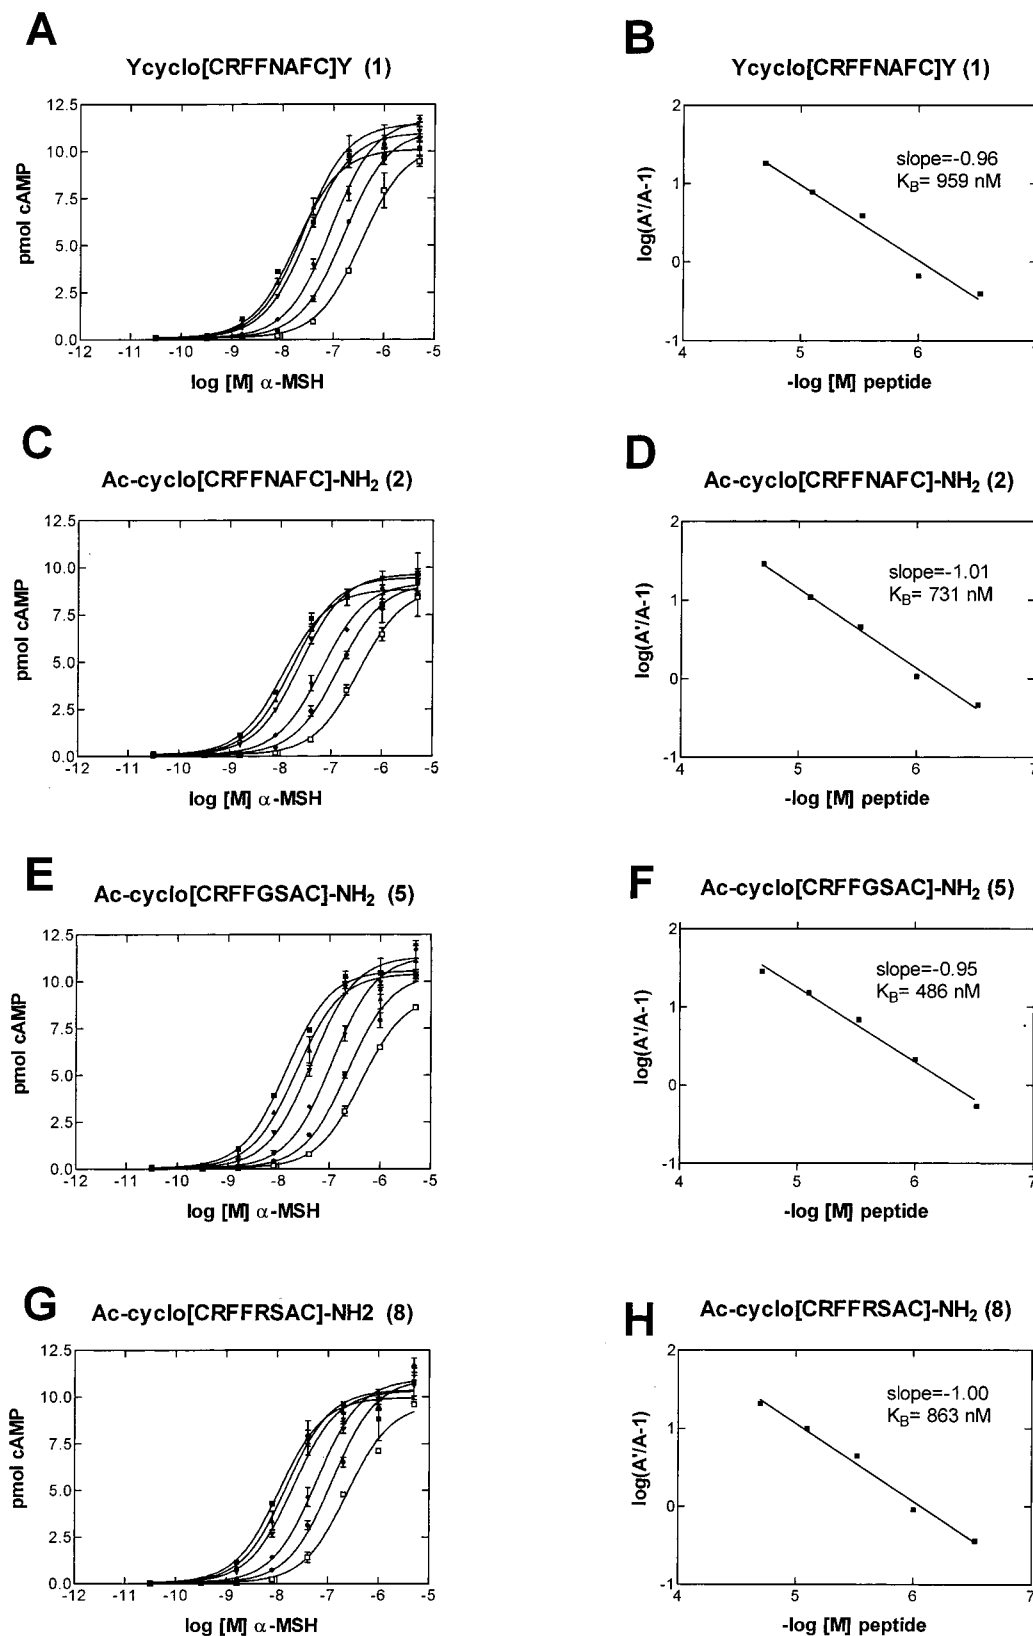 A
Ycyclo[CRFFNAFC]Y (1)
12.5
10.0
7.5
5.0
2.5
0.0
pmol cAMP
-12 -11 -10 -9 -8 -7 -6 -5
log [M] α-MSH
B
Ycyclo[CRFFNAFC]Y (1)
2
1
0
-1
log(A'/A-1)
slope=-0.96
K_B= 959 nM
4 5 6 7
-log [M] peptide
C
Ac-cyclo[CRFFNAFC]-NH₂ (2)
12.5
10.0
7.5
5.0
2.5
0.0
pmol cAMP
-12 -11 -10 -9 -8 -7 -6 -5
log [M] α-MSH
D
Ac-cyclo[CRFFNAFC]-NH₂ (2)
2
1
0
-1
log(A'/A-1)
slope=-1.01
K_B= 731 nM
4 5 6 7
-log [M] peptide
E
Ac-cyclo[CRFFGSAC]-NH₂ (5)
12.5
10.0
7.5
5.0
2.5
0.0
pmol cAMP
-12 -11 -10 -9 -8 -7 -6 -5
log [M] α-MSH
F
Ac-cyclo[CRFFGSAC]-NH₂ (5)
2
1
0
-1
log(A'/A-1)
slope=-0.95
K_B= 486 nM
4 5 6 7
-log [M] peptide
G
Ac-cyclo[CRFFRSAC]-NH2 (8)
12.5
10.0
7.5
5.0
2.5
0.0
pmol cAMP
-12 -11 -10 -9 -8 -7 -6 -5
log [M] α-MSH
H
Ac-cyclo[CRFFRSAC]-NH₂ (8)
2
1
0
-1
log(A'/A-1)
slope=-1.00
K_B= 863 nM
4 5 6 7
-log [M] peptide